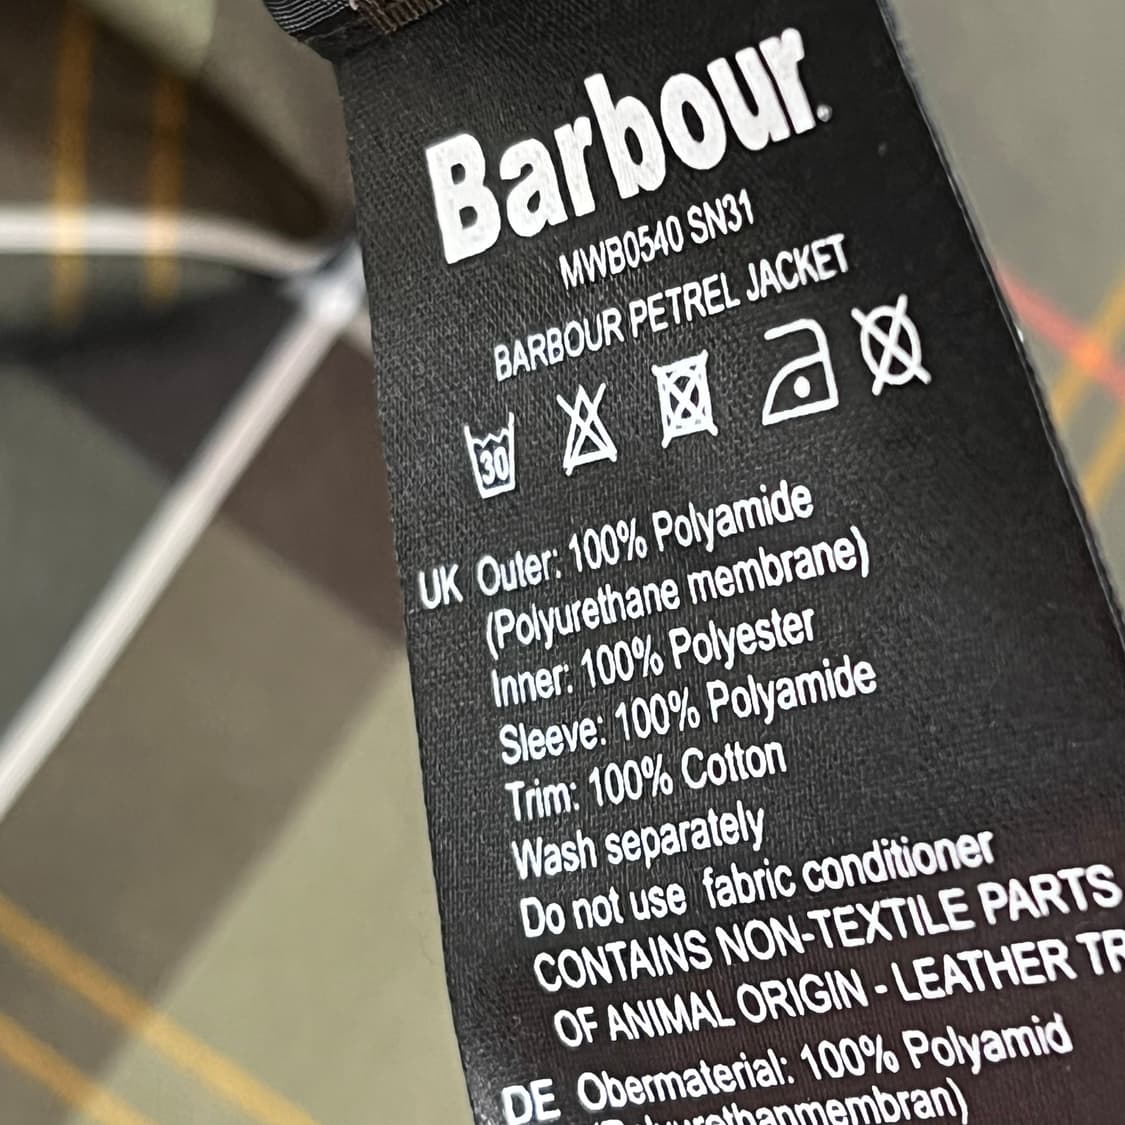 Barbour
MWB0540 SN31
BARBOUR PETREL JACKET
30
UK Outer: 100% Polyamide
(Polyurethane membrane)
Inner: 100% Polyester
Sleeve: 100% Polyamide
Trim: 100% Cotton
Wash separately
Do not use fabric conditioner
CONTAINS NON-TEXTILE PARTS
OF ANIMAL ORIGIN - LEATHER
DE Obermaterial: 100% Polyamid
(Polyurethanmembran)